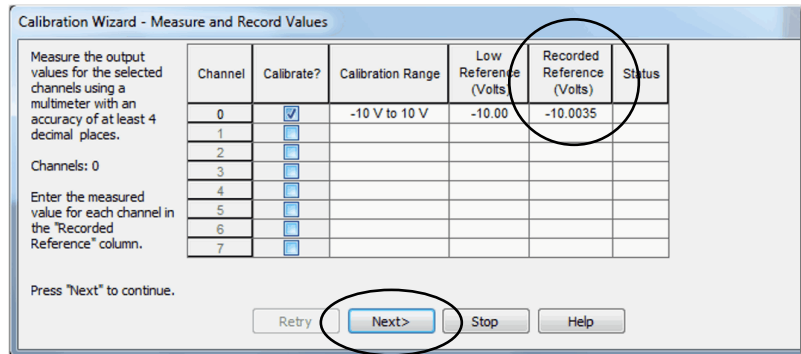 Calibration Wizard - Measure and Record Values
Measure the output
values for the selected
channels using a
multimeter with an
accuracy of at least 4
decimal places.
Channels: 0
Enter the measured
value for each channel in
the "Recorded
Reference" column.
Press "Next" to continue.
Channel Calibrate? Calibration Range Low Reference (Volts) Recorded Reference (Volts) Status
0 -10 V to 10 V -10.00 -10.0035
1
2
3
4
5
6
7
Retry Next> Stop Help